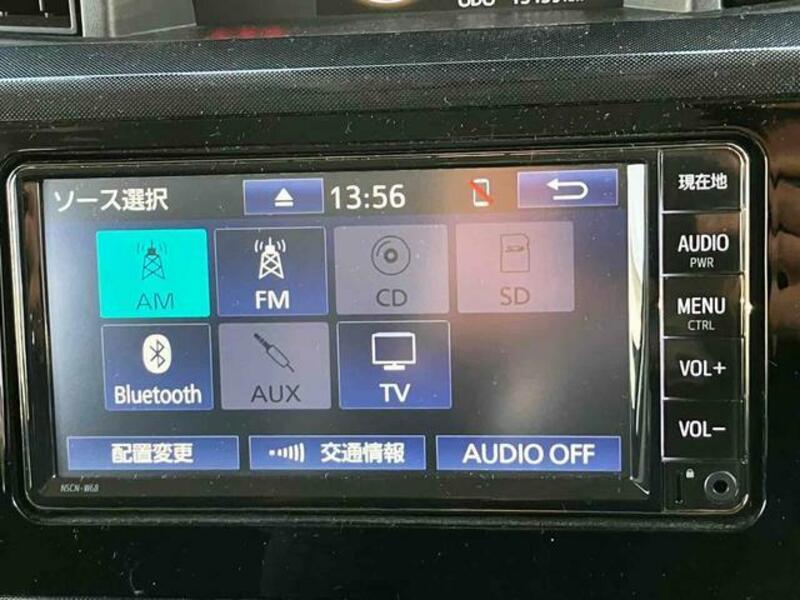 ODO
ソース選択
13:56
現在地
AM
FM
CD
SD
AUDIO
PWR
MENU
CTRL
Bluetooth
AUX
TV
VOL+
VOL-
配置変更
交通情報
AUDIO OFF
NSCN-W68